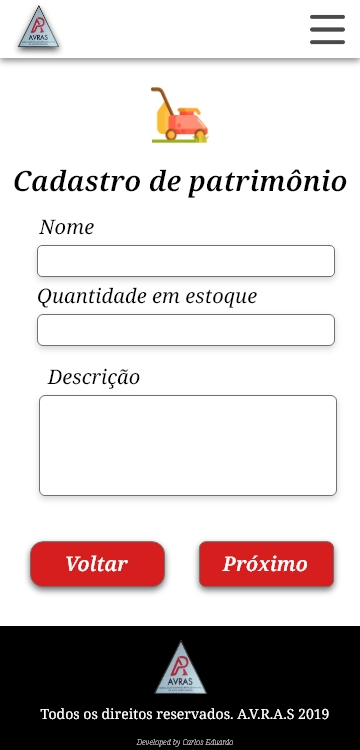 AVRAS
Cadastro de patrimônio
Nome
Quantidade em estoque
Descrição
Voltar
Próximo
AVRAS
Todos os direitos reservados. A.V.R.A.S 2019
Developed by Carlos Eduardo